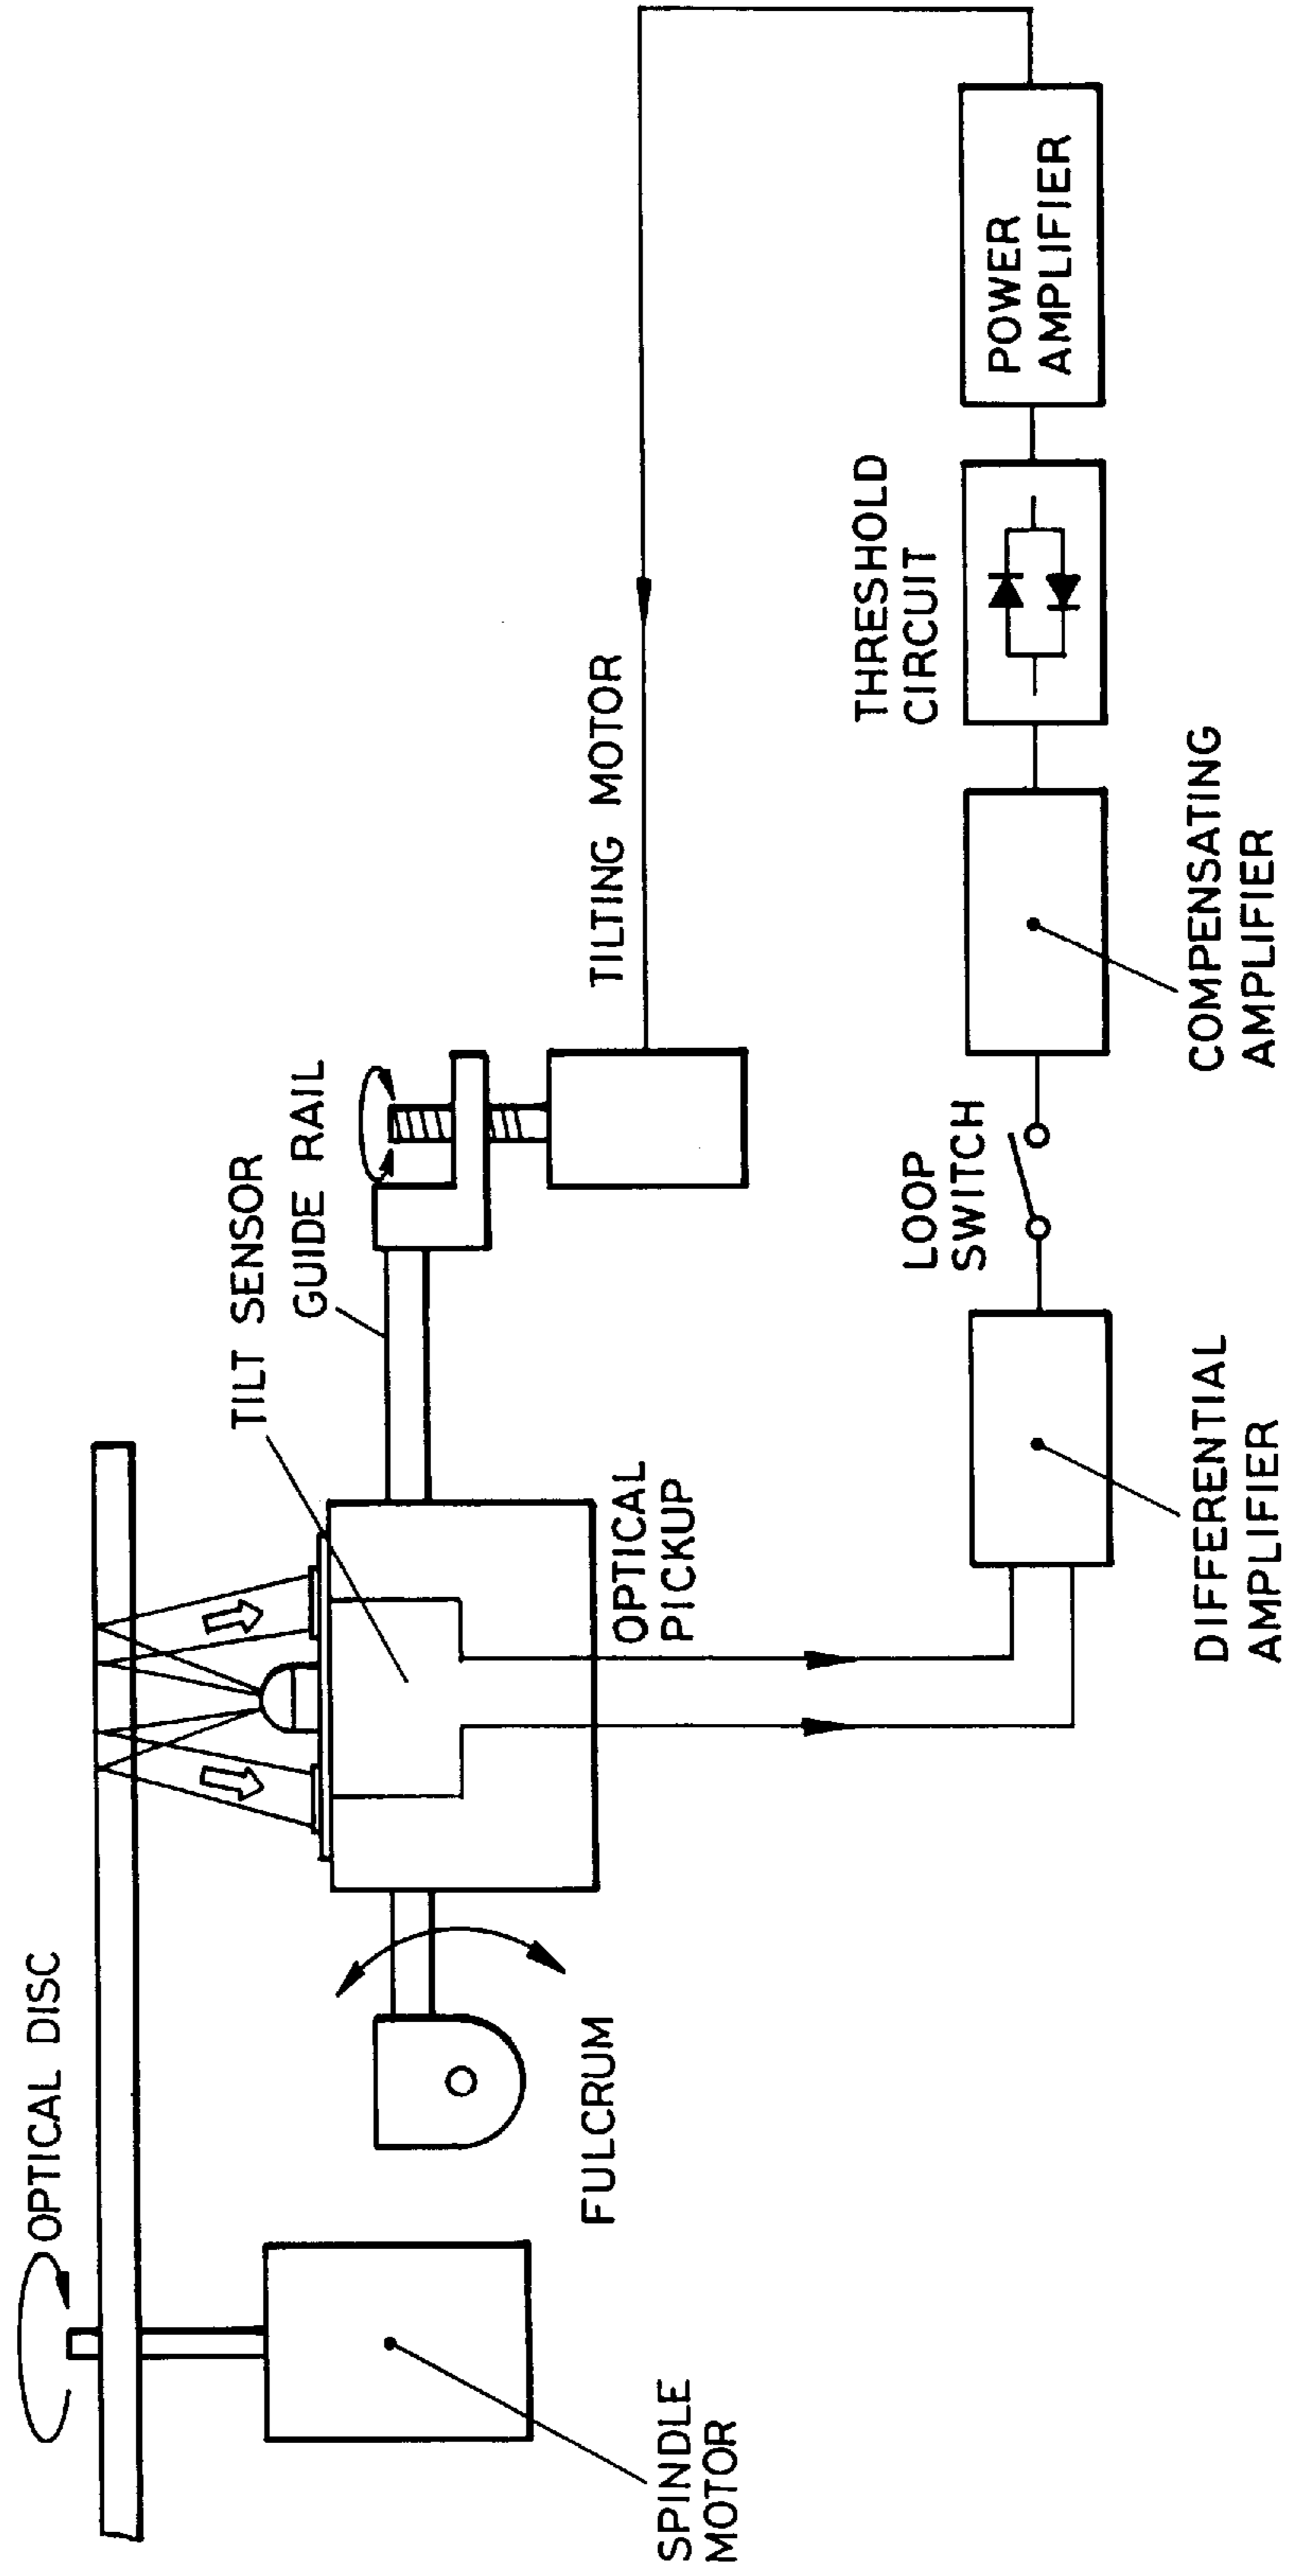 OPTICAL DISC
TILT SENSOR
GUIDE RAIL
SPINDLE
MOTOR
FULCRUM
OPTICAL
PICKUP
TILTING MOTOR
LOOP
SWITCH
THRESHOLD
CIRCUIT
POWER
AMPLIFIER
DIFFERENTIAL
AMPLIFIER
COMPENSATING
AMPLIFIER